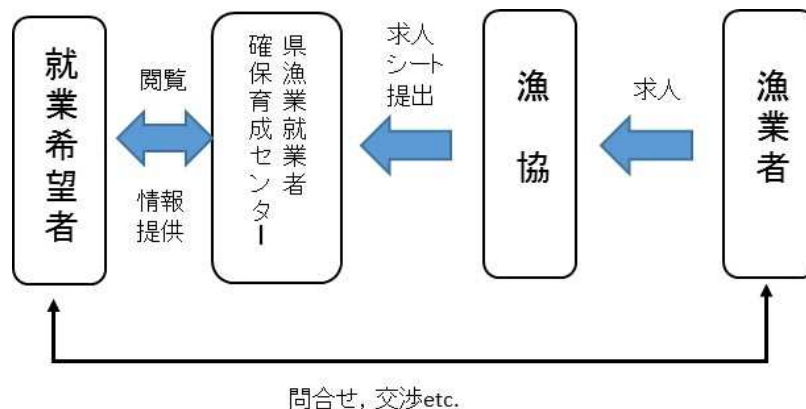 就業希望者
閲覧
情報
提供
県漁業就業者
確保育成センター
求人
シート
提出
漁協
求人
漁業者
問合せ, 交渉etc.